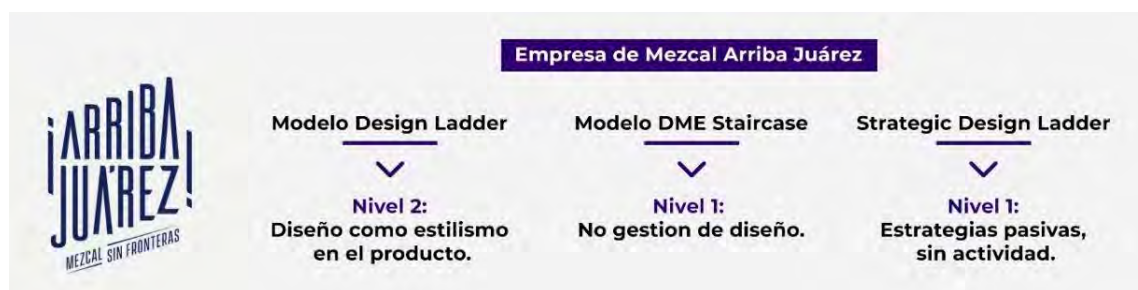 Empresa de Mezcal Arriba Juárez
¡ARRIBA
JUÁREZ!
MEZCAL SIN FRONTERAS
Modelo Design Ladder
Nivel 2:
Diseño como estilismo
en el producto.
Modelo DME Staircase
Nivel 1:
No gestion de diseño.
Strategic Design Ladder
Nivel 1:
Estrategias pasivas,
sin actividad.